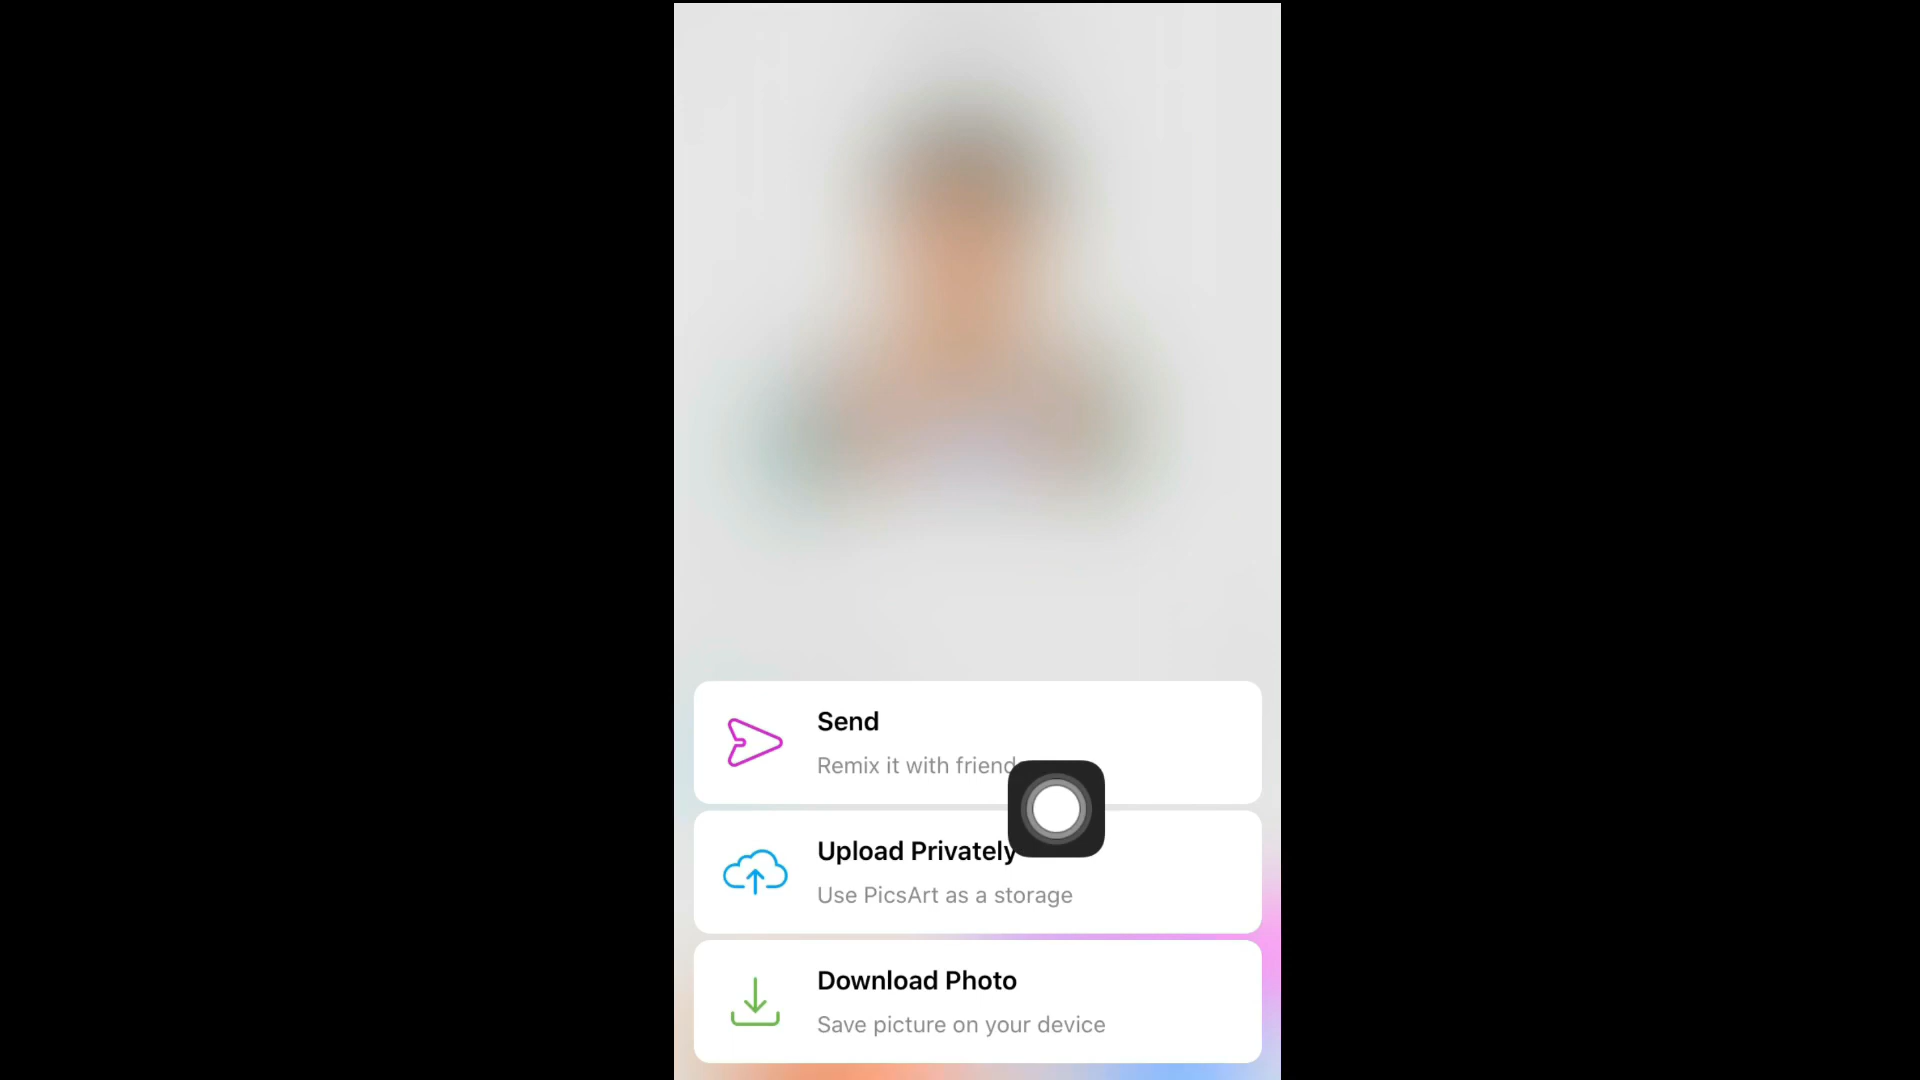 Send
Remix it with friend
Upload Privately
Use PicsArt as a storage
Download Photo
Save picture on your device